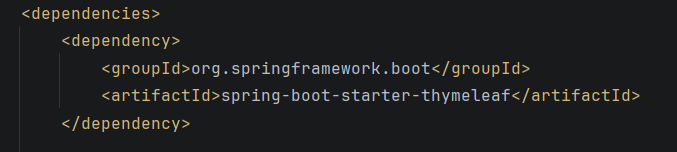 <dependencies>
<dependency>
<groupId>org.springframework.boot</groupId>
<artifactId>spring-boot-starter-thymeleaf</artifactId>
</dependency>